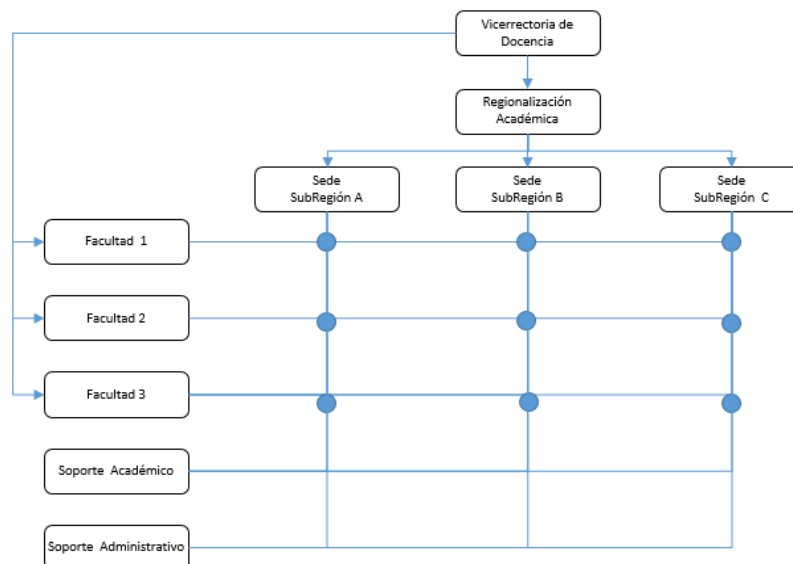 Vicerrectoria de
Docencia
Regionalización
Académica
Sede
SubRegión A
Sede
SubRegión B
Sede
SubRegión C
Facultad 1
Facultad 2
Facultad 3
Soporte Académico
Soporte Administrativo